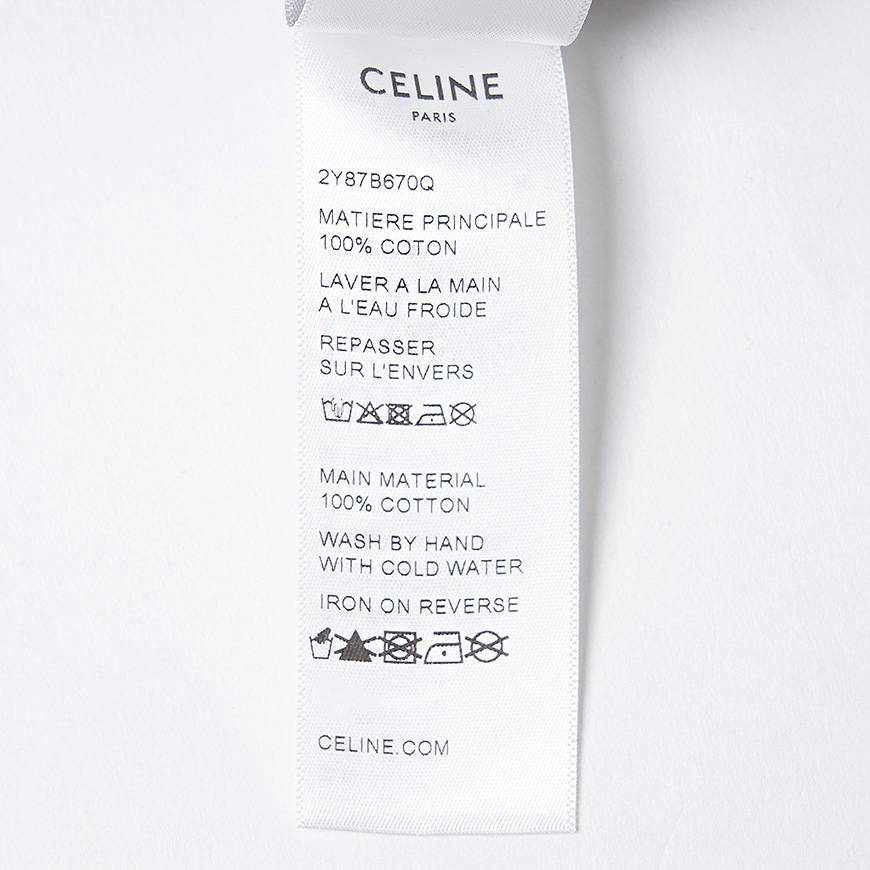 CELINE
PARIS
2Y87B670Q
MATIERE PRINCIPALE
100% COTON
LAVER A LA MAIN
A L'EAU FROIDE
REPASSER
SUR L'ENVERS
MAIN MATERIAL
100% COTTON
WASH BY HAND
WITH COLD WATER
IRON ON REVERSE
CELINE.COM